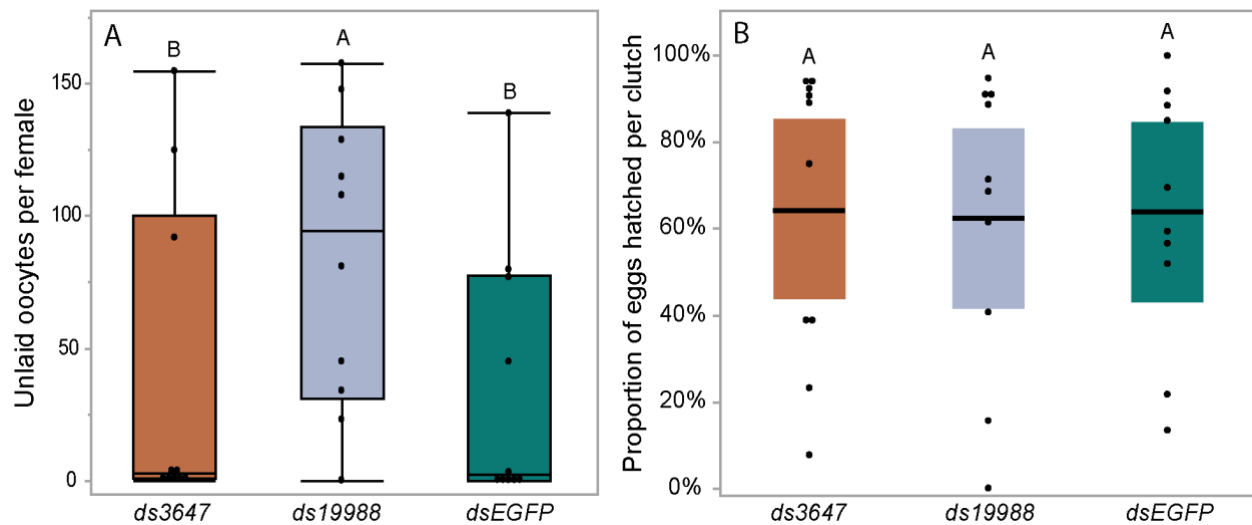 A
Unlaid oocytes per female
150
100
50
0
B
A
B
ds3647
ds19988
dsEGFP
B
Proportion of eggs hatched per clutch
100%
80%
60%
40%
20%
0%
A
A
A
ds3647
ds19988
dsEGFP